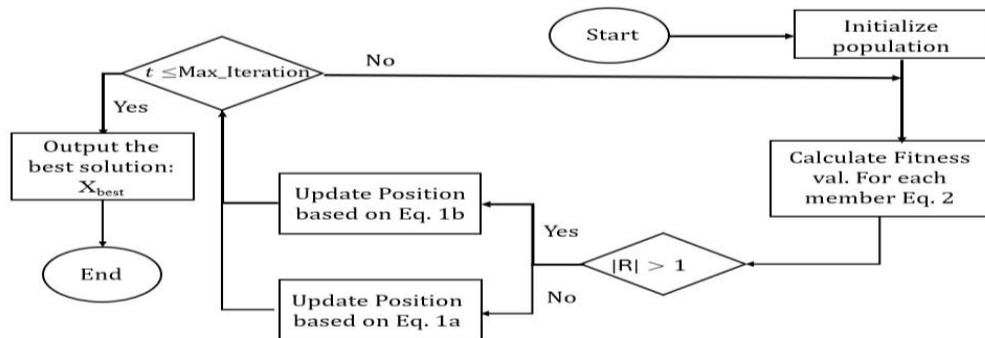 Start
Initialize
population
Calculate Fitness
val. For each
member Eq. 2
|R| > 1
Yes
No
Update Position
based on Eq. 1b
Update Position
based on Eq. 1a
t ≤Max_Iteration
No
Yes
Output the
best solution:
Xbest
End